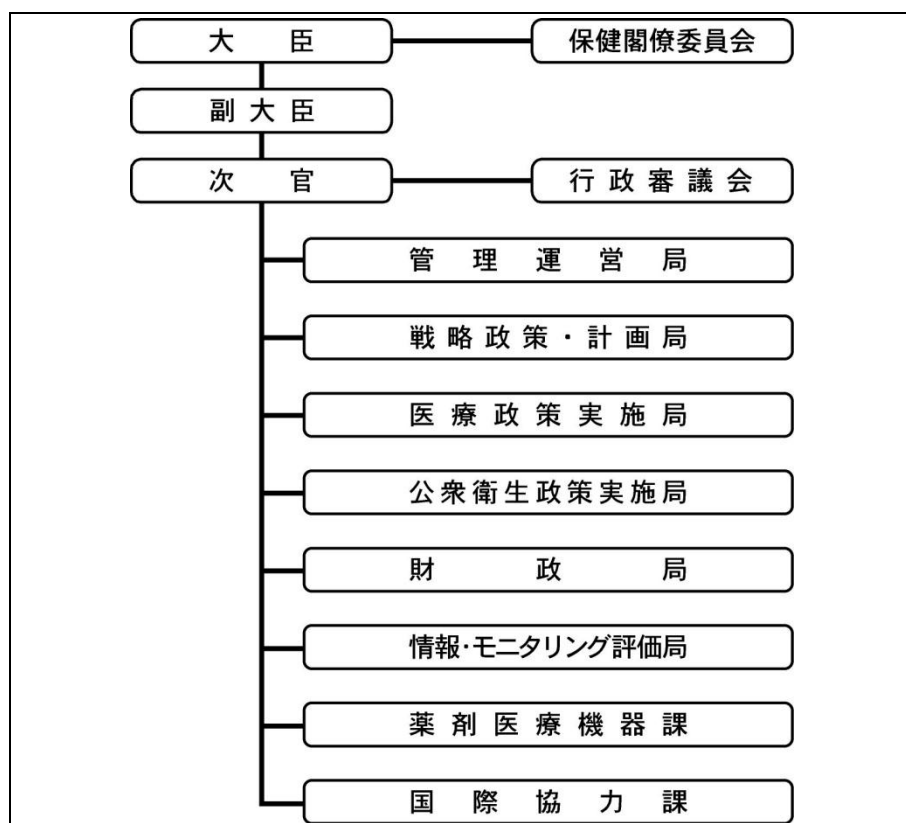 大臣
保健閣僚委員会
副大臣
次官
行政審議会
管理運営局
戦略政策・計画局
医療政策実施局
公衆衛生政策実施局
財政局
情報・モニタリング評価局
薬剤医療機器課
国際協力課